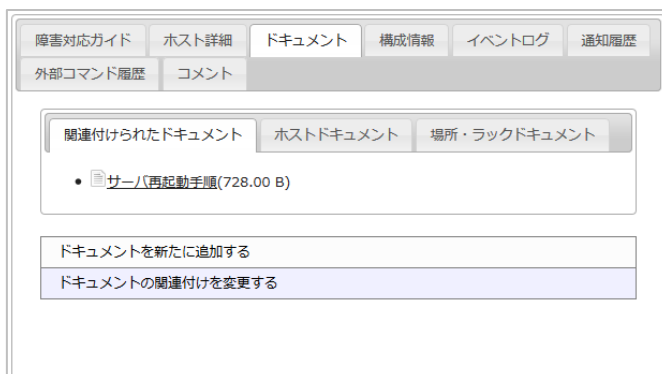 障害対応ガイド ホスト詳細 ドキュメント 構成情報 イベントログ 通知履歴
外部コマンド履歴 コメント
関連付けられたドキュメント ホストドキュメント 場所・ラックドキュメント
サーバ再起動手順(728.00 B)
ドキュメントを新たに追加する
ドキュメントの関連付けを変更する